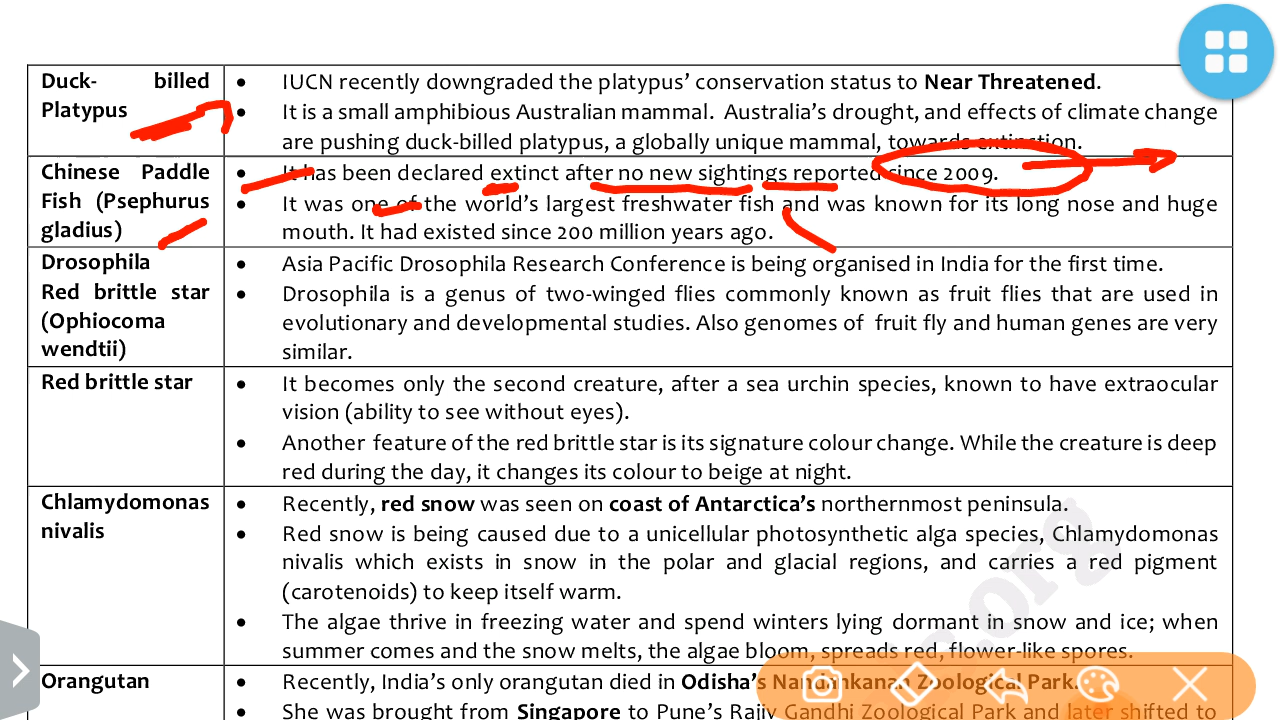 Duck- billed
Platypus
• IUCN recently downgraded the platypus' conservation status to Near Threatened.
• It is a small amphibious Australian mammal. Australia's drought, and effects of climate change
are pushing duck-billed platypus, a globally unique mammal, towards extinction.
Chinese Paddle
Fish (Psephurus
gladius)
• It has been declared extinct after no new sightings reported since 2009.
• It was one of the world's largest freshwater fish and was known for its long nose and huge
mouth. It had existed since 200 million years ago.
Drosophila
Red brittle star
(Ophiocoma
wendtii)
• Asia Pacific Drosophila Research Conference is being organised in India for the first time.
• Drosophila is a genus of two-winged flies commonly known as fruit flies that are used in
evolutionary and developmental studies. Also genomes of fruit fly and human genes are very
similar.
Red brittle star
• It becomes only the second creature, after a sea urchin species, known to have extraocular
vision (ability to see without eyes).
• Another feature of the red brittle star is its signature colour change. While the creature is deep
red during the day, it changes its colour to beige at night.
Chlamydomonas
nivalis
• Recently, red snow was seen on coast of Antarctica's northernmost peninsula.
• Red snow is being caused due to a unicellular photosynthetic alga species, Chlamydomonas
nivalis which exists in snow in the polar and glacial regions, and carries a red pigment
(carotenoids) to keep itself warm.
• The algae thrive in freezing water and spend winters lying dormant in snow and ice; when
summer comes and the snow melts, the algae bloom, spreads red, flower-like spores.
Orangutan
• Recently, India's only orangutan died in Odisha's Nandankanan Zoological Park.
• She was brought from Singapore to Pune's Rajiv Gandhi Zoological Park and later shifted to